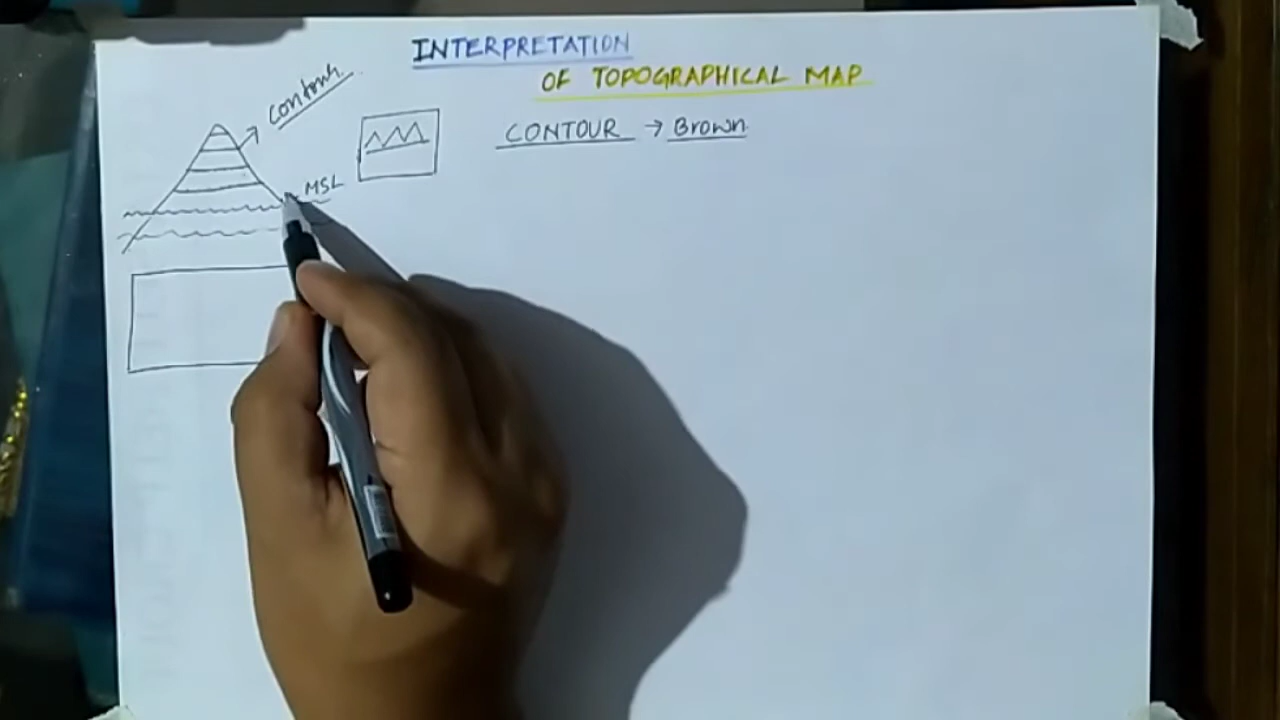 INTERPRETATION
OF TOPOGRAPHICAL MAP
Contour
CONTOUR → Brown
MSL